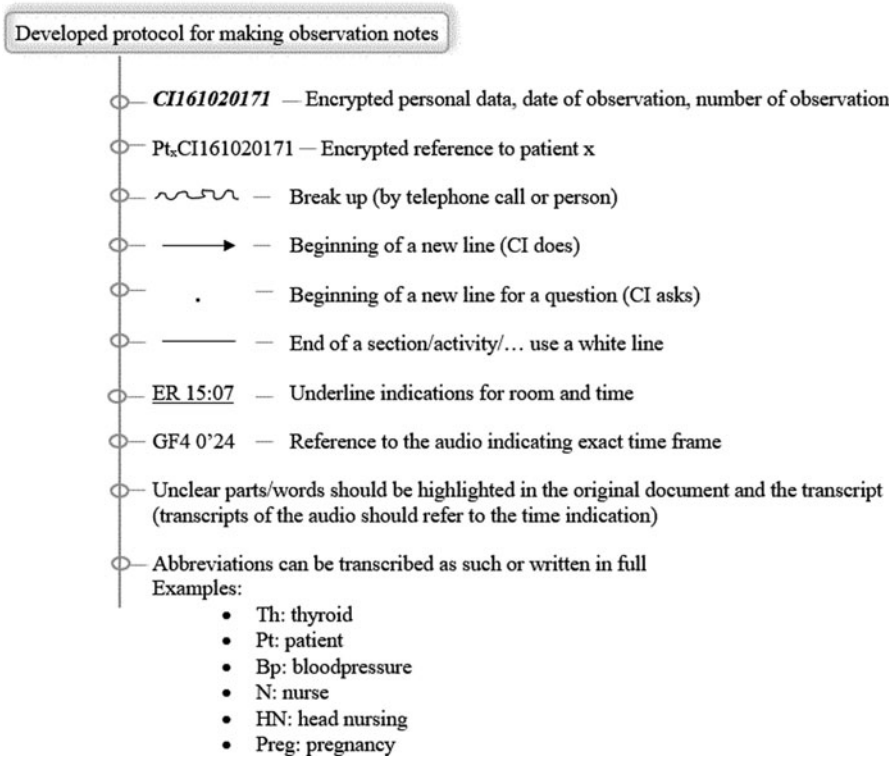 Developed protocol for making observation notes
CI161020171 — Encrypted personal data, date of observation, number of observation
PtₓCI161020171 — Encrypted reference to patient x
— Break up (by telephone call or person)
— Beginning of a new line (CI does)
. — Beginning of a new line for a question (CI asks)
— End of a section/activity/… use a white line
ER 15:07 — Underline indications for room and time
GF4 0’24 — Reference to the audio indicating exact time frame
Unclear parts/words should be highlighted in the original document and the transcript
(transcripts of the audio should refer to the time indication)
Abbreviations can be transcribed as such or written in full
Examples:
• Th: thyroid
• Pt: patient
• Bp: bloodpressure
• N: nurse
• HN: head nursing
• Preg: pregnancy